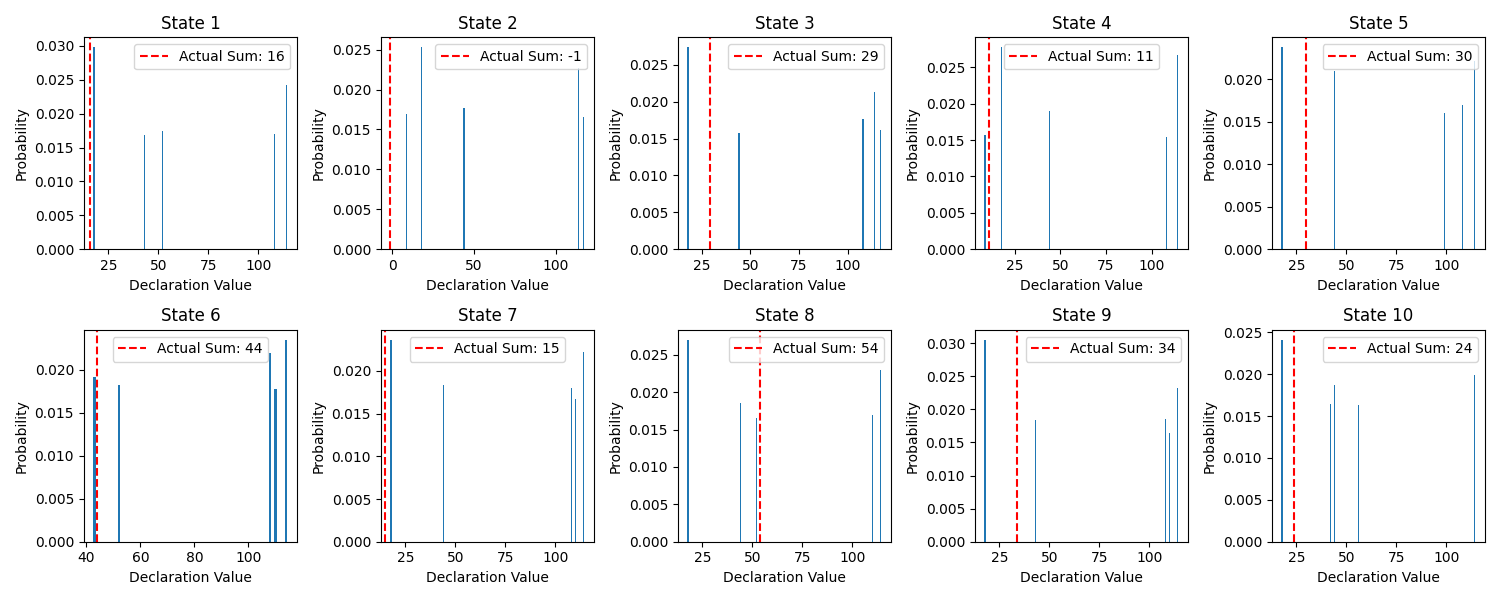 State 1 State 2 State 3 State 4 State 5
Actual Sum: 16 Actual Sum: -1 Actual Sum: 29 Actual Sum: 11 Actual Sum: 30
Probability Probability Probability Probability Probability
0.030 0.025 0.020 0.015 0.010 0.005 0.000
0.025 0.020 0.015 0.010 0.005 0.000
0.025 0.020 0.015 0.010 0.005 0.000
0.025 0.020 0.015 0.010 0.005 0.000
0.020 0.015 0.010 0.005 0.000
25 50 75 100 0 50 100 25 50 75 100 25 50 75 100 25 50 75 100
Declaration Value Declaration Value Declaration Value Declaration Value Declaration Value
State 6 State 7 State 8 State 9 State 10
Actual Sum: 44 Actual Sum: 15 Actual Sum: 54 Actual Sum: 34 Actual Sum: 24
Probability Probability Probability Probability Probability
0.020 0.015 0.010 0.005 0.000
0.020 0.015 0.010 0.005 0.000
0.025 0.020 0.015 0.010 0.005 0.000
0.030 0.025 0.020 0.015 0.010 0.005 0.000
0.025 0.020 0.015 0.010 0.005 0.000
40 60 80 100 25 50 75 100 25 50 75 100 25 50 75 100 25 50 75 100
Declaration Value Declaration Value Declaration Value Declaration Value Declaration Value